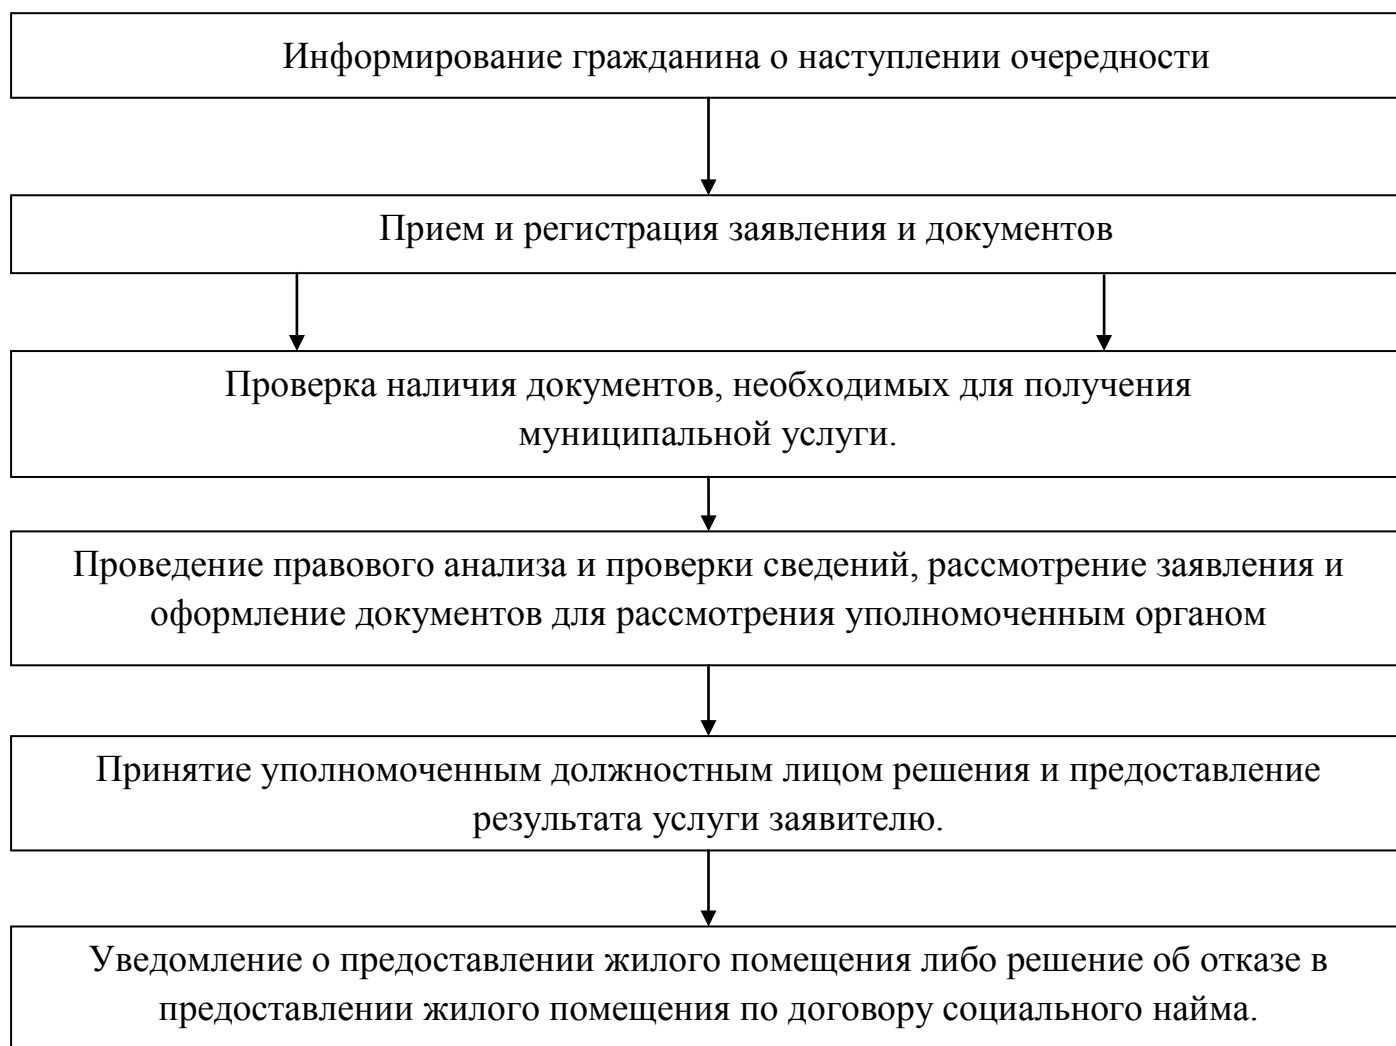 Информирование гражданина о наступлении очередности
Прием и регистрация заявления и документов
Проверка наличия документов, необходимых для получения
муниципальной услуги.
Проведение правового анализа и проверки сведений, рассмотрение заявления и
оформление документов для рассмотрения уполномоченным органом
Принятие уполномоченным должностным лицом решения и предоставление
результата услуги заявителю.
Уведомление о предоставлении жилого помещения либо решение об отказе в
предоставлении жилого помещения по договору социального найма.